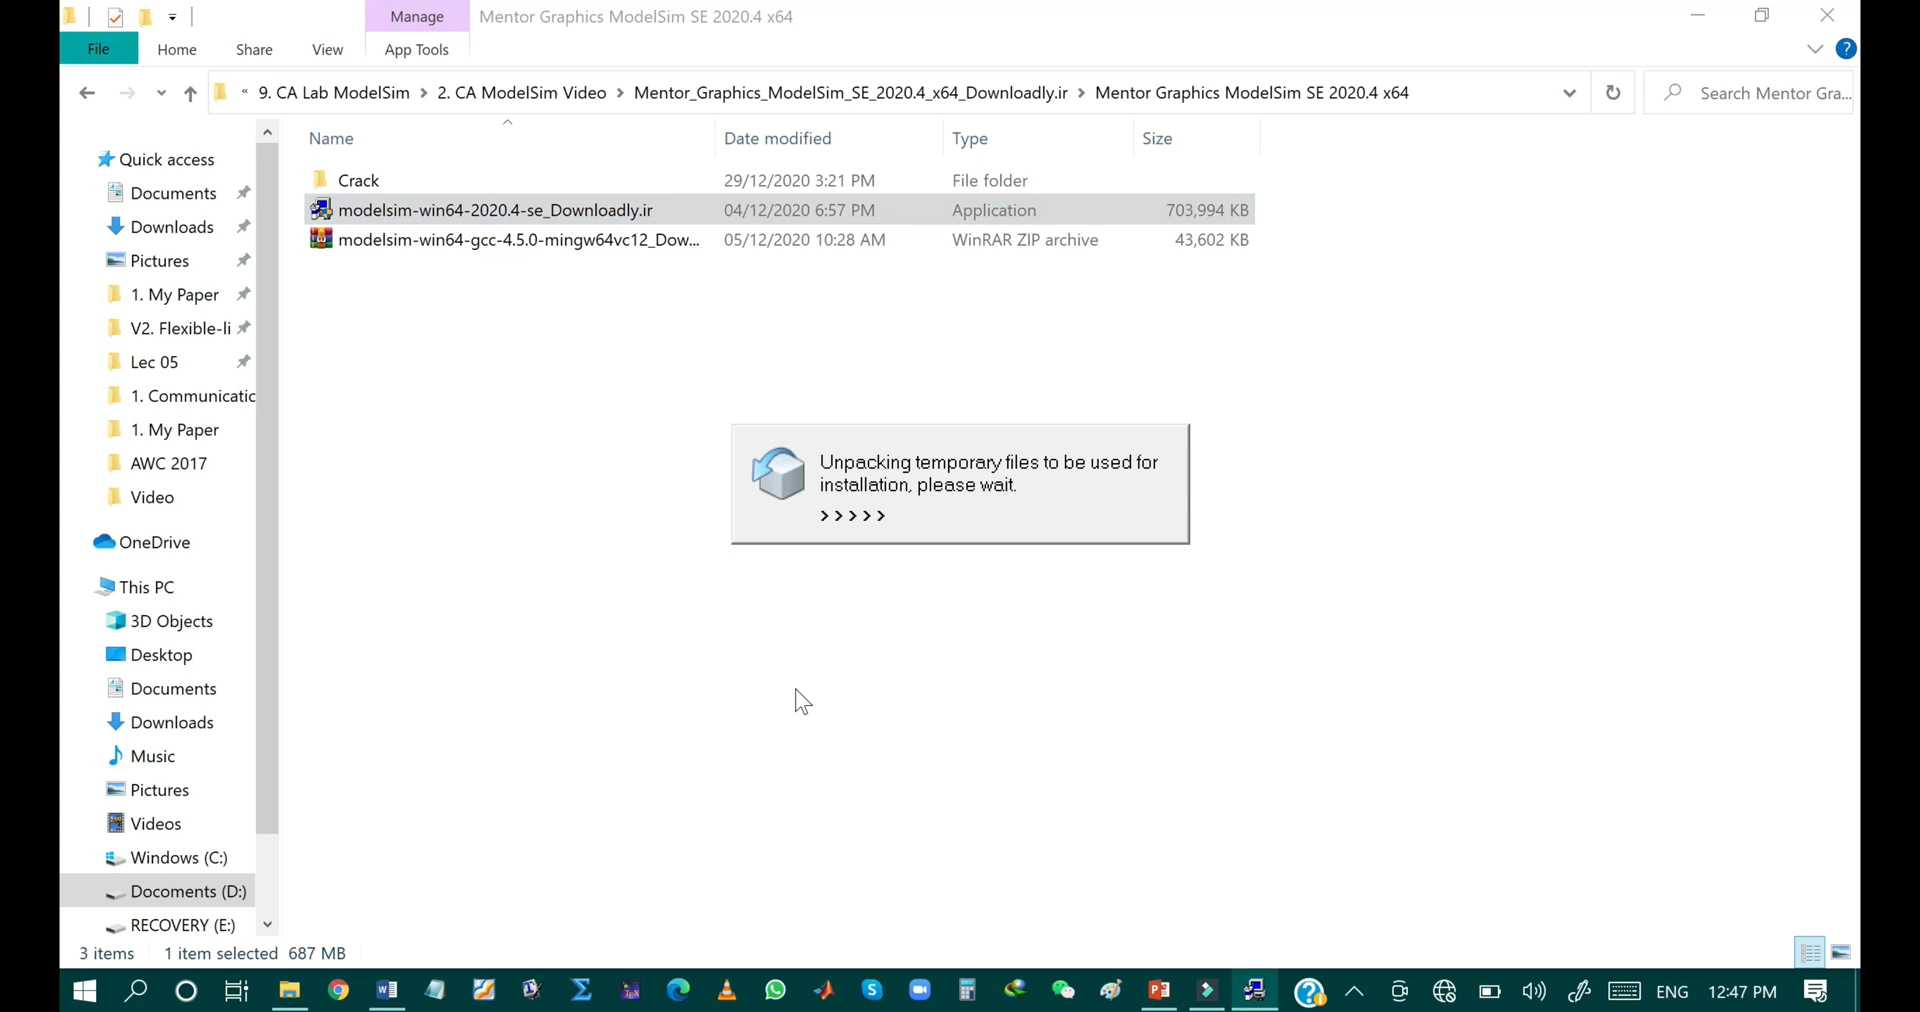 Manage
Mentor Graphics ModelSim SE 2020.4 x64
File
Home
Share
View
App Tools
?
« 9. CA Lab ModelSim > 2. CA ModelSim Video > Mentor_Graphics_ModelSim_SE_2020.4_x64_Downloadly.ir > Mentor Graphics ModelSim SE 2020.4 x64
Search Mentor Gra...
Name
Date modified
Type
Size
Crack
29/12/2020 3:21 PM
File folder
modelsim-win64-2020.4-se_Downloadly.ir
04/12/2020 6:57 PM
Application
703,994 KB
modelsim-win64-gcc-4.5.0-mingw64vc12_Dow...
05/12/2020 10:28 AM
WinRAR ZIP archive
43,602 KB
Quick access
Documents
Downloads
Pictures
1. My Paper
V2. Flexible-li
Lec 05
1. Communicatic
1. My Paper
AWC 2017
Video
OneDrive
This PC
3D Objects
Desktop
Documents
Downloads
Music
Pictures
Videos
Windows (C:)
Docoments (D:)
RECOVERY (E:)
Unpacking temporary files to be used for
installation, please wait.
> > > > >
3 items
1 item selected 687 MB
ENG
12:47 PM